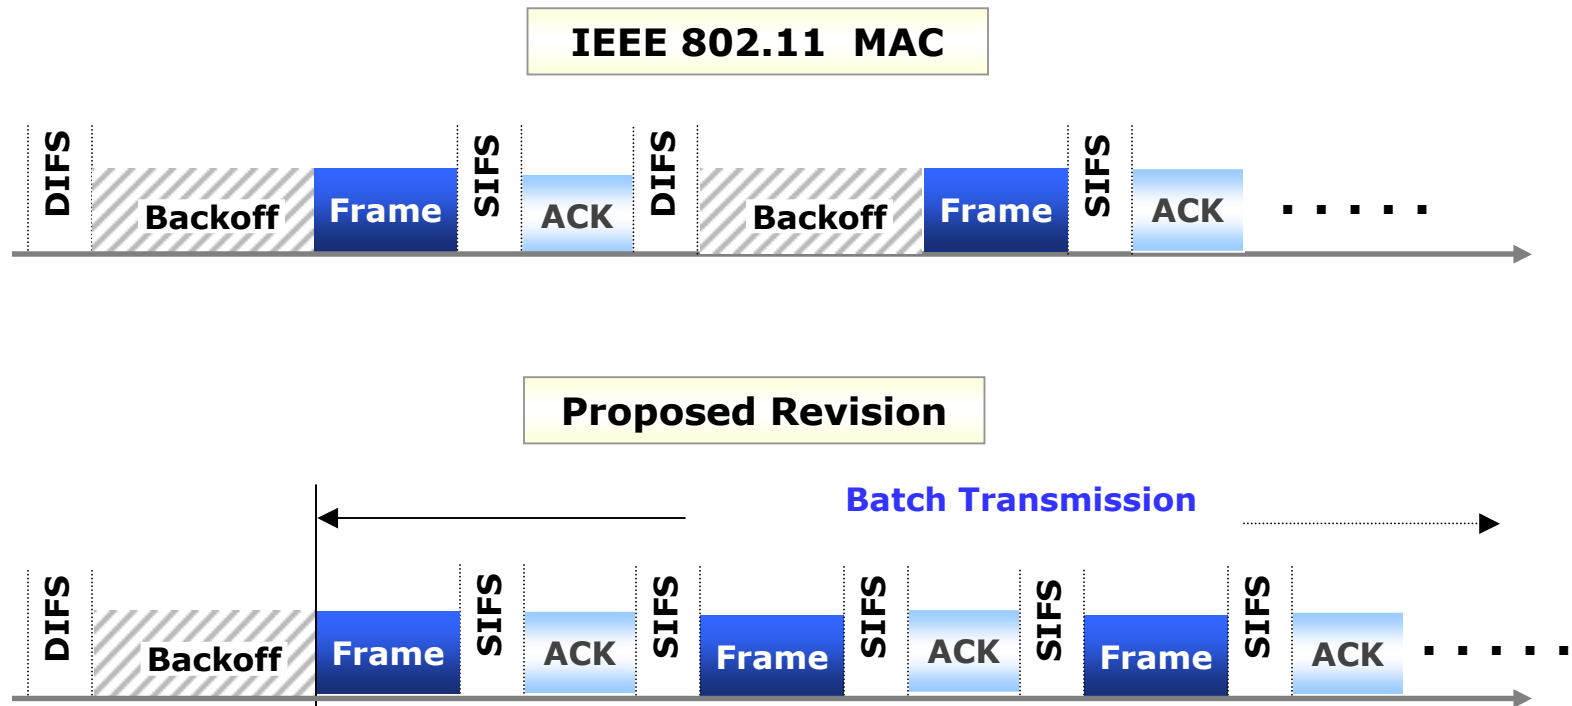 IEEE 802.11 MAC
DIFS Backoff Frame SIFS ACK DIFS Backoff Frame SIFS ACK .....
Proposed Revision
Batch Transmission
DIFS Backoff Frame SIFS ACK SIFS Frame SIFS ACK SIFS Frame SIFS ACK .....